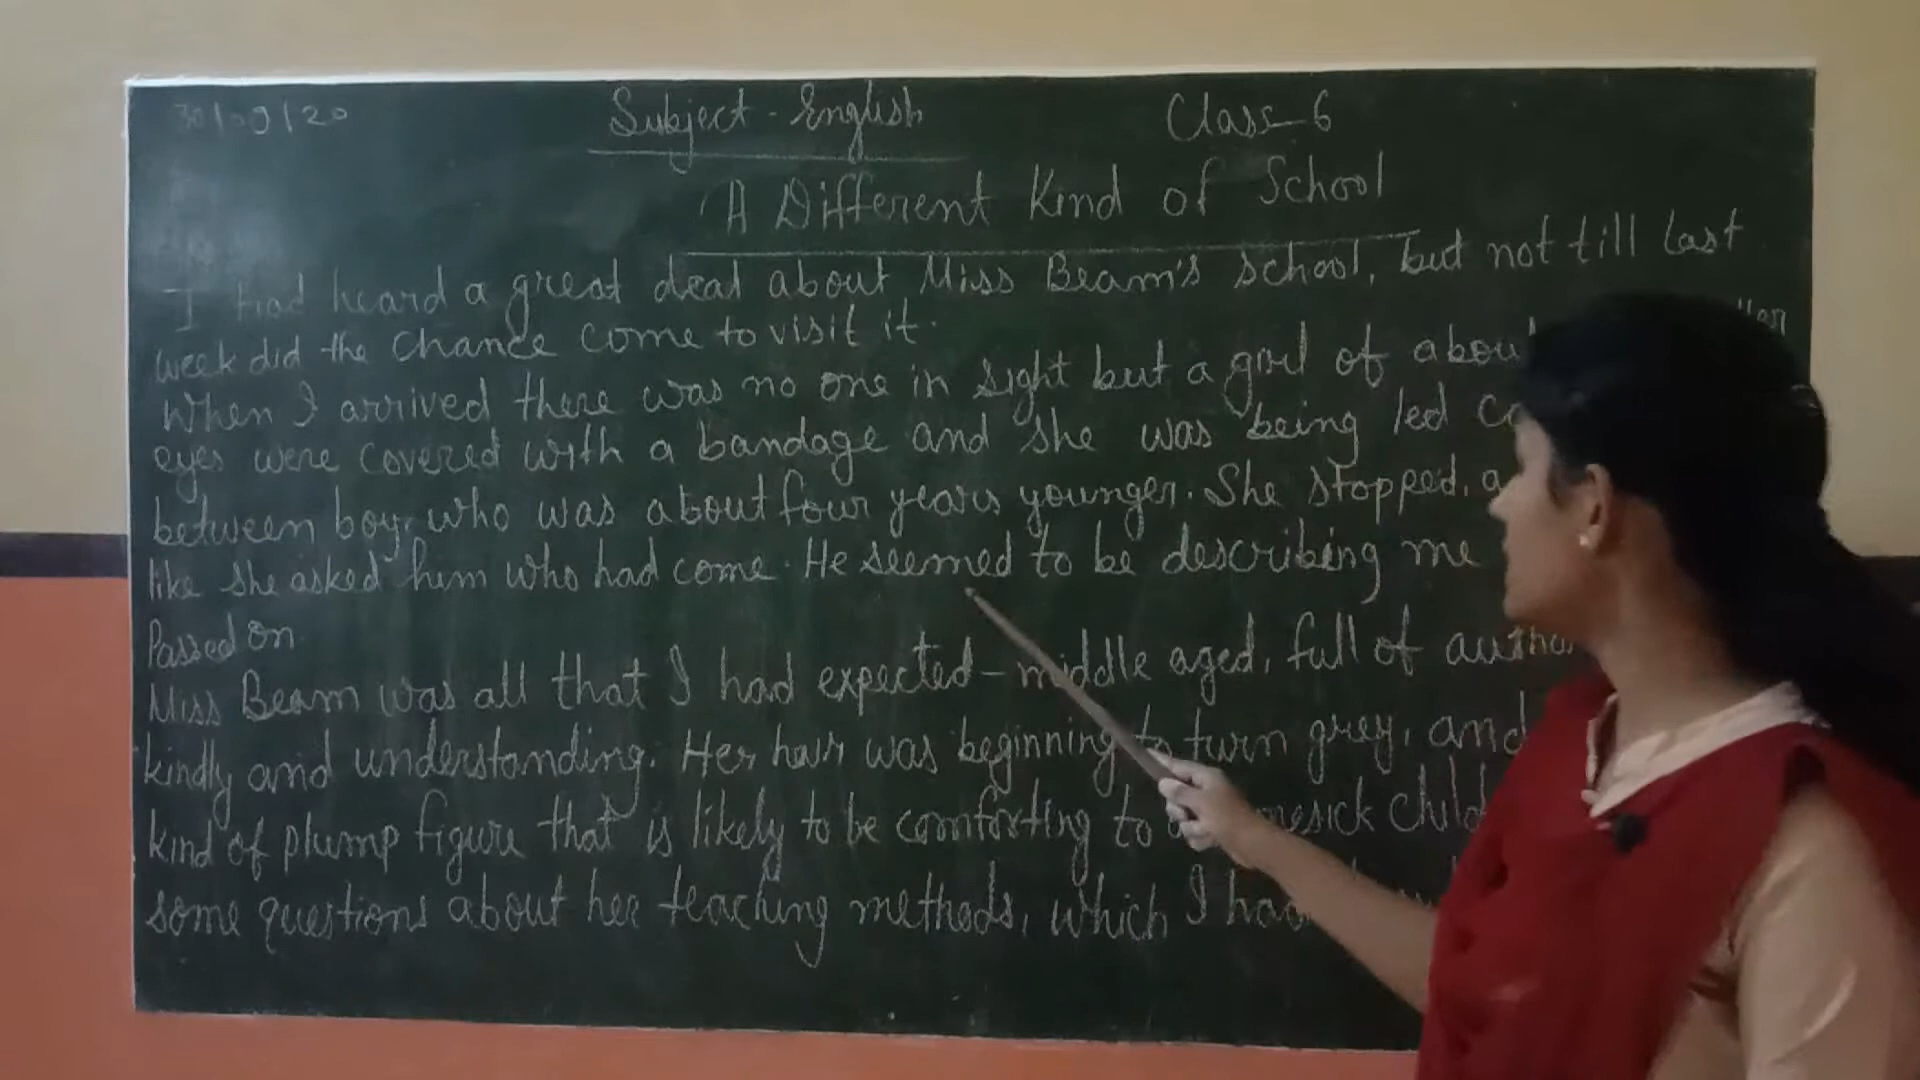 30/09/20
Subject - English
Class-6
A Different Kind of School
I Had heard a great deal about Miss Beam's school, but not till last
week did the chance come to visit it.
When I arrived there was no one in sight but a girl of abou
eyes were covered with a bandage and she was being led
between boy, who was about four years younger. She stopped, a
like she asked him who had come. He seemed to be describing me
Passed on
Miss Beam was all that I had expected - middle aged, full of autho
kindly and understanding. Her hair was beginning to turn grey, and
kind of plump figure that is likely to be comforting to mesick child
some questions about her teaching methods, which I had